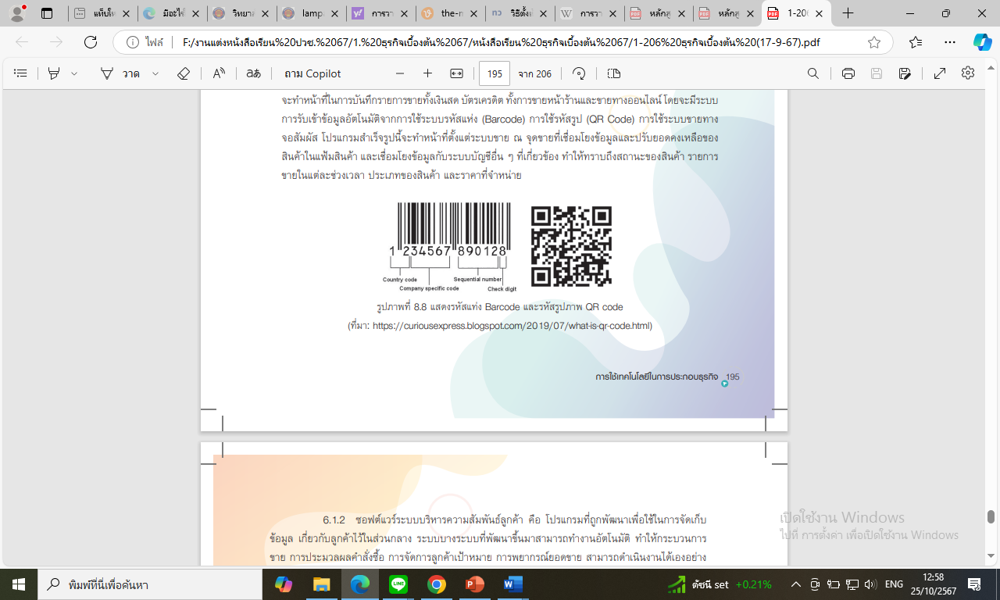 แท็บให
มีอะไรใ
วิทยาล
lampa
การวา
the-m
วิธีตั้งเ
การวา
หลักสู
หลักสู
1-20
ไฟล์ F:/งานแต่งหนังสือเรียน%20ปวช.%2067/1.%20ธุรกิจเบื้องต้น%2067/หนังสือเรียน%20ธุรกิจเบื้องต้น%2067/1-206%20ธุรกิจเบื้องต้น%20(17-9-67).pdf
วาด ถาม Copilot 195 จาก 206
จะทำหน้าที่ในการบันทึกรายการขายทั้งเงินสด บัตรเครดิต ทั้งการขายหน้าร้านและขายทางออนไลน์ โดยจะมีระบบ
การรับเข้าข้อมูลอัตโนมัติจากการใช้ระบบรหัสแห่ง (Barcode) การใช้รหัสรูป (QR Code) การใช้ระบบขายทาง
จอสัมผัส โปรแกรมสำเร็จรูปนี้จะทำหน้าที่ตั้งแต่ระบบขาย ณ จุดขายที่เชื่อมโยงข้อมูลและปรับยอดคงเหลือของ
สินค้าในแฟ้มสินค้า และเชื่อมโยงข้อมูลกับระบบบัญชีอื่น ๆ ที่เกี่ยวข้อง ทำให้ทราบถึงสถานะของสินค้า รายการ
ขายในแต่ละช่วงเวลา ประเภทของสินค้า และราคาที่จำหน่าย
1 234567 890128
Country code Sequential number
Company specific code Check digit
รูปภาพที่ 8.8 แสดงรหัสแท่ง Barcode และรหัสรูปภาพ QR code
(ที่มา: https://curiousexpress.blogspot.com/2019/07/what-is-qr-code.html)
การใช้เทคโนโลยีในการประกอบธุรกิจ 195
6.1.2 ซอฟต์แวร์ระบบบริหารความสัมพันธ์ลูกค้า คือ โปรแกรมที่ถูกพัฒนาเพื่อใช้ในการจัดเก็บ
ข้อมูล เกี่ยวกับลูกค้าไว้ในส่วนกลาง ระบบบางระบบที่พัฒนาขึ้นมาสามารถทำงานอัตโนมัติ ทำให้กระบวนการ
ขาย การประมวลผลคำสั่งซื้อ การจัดการลูกค้าเป้าหมาย การพยากรณ์ยอดขาย สามารถดำเนินงานได้เองอย่าง
เปิดใช้งาน Windows
ไปที่ การตั้งค่า เพื่อเปิดใช้งาน Windows
พิมพ์ที่นี่เพื่อค้นหา
ดัชนี set +0.21%
ENG
12:58
25/10/2567